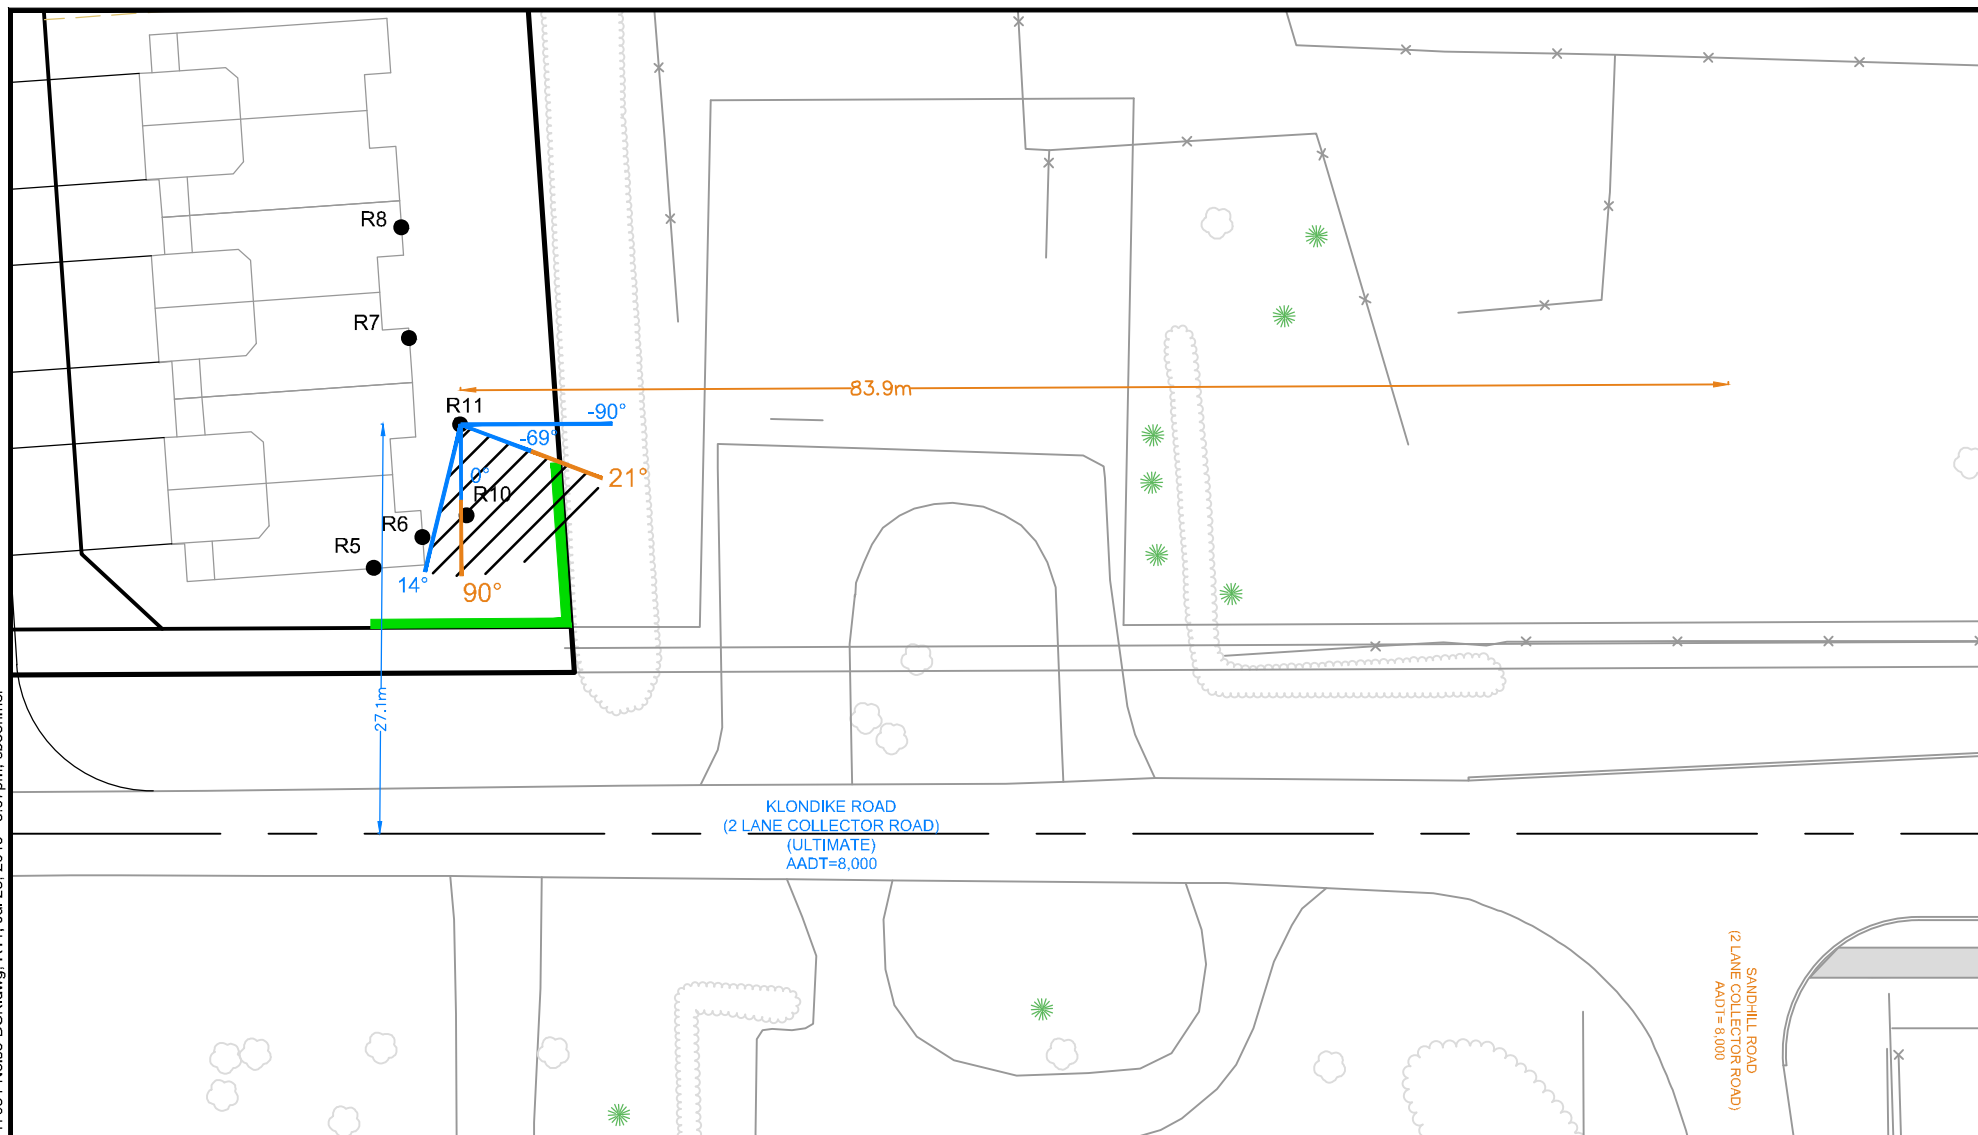 R8
R7
83.9m
R11
-90°
-69°
0°
21°
R10
R6
R5
14°
90°
27.1m
KLONDIKE ROAD
(2 LANE COLLECTOR ROAD)
(ULTIMATE)
AADT=8,000
SANDHILL ROAD
(2 LANE COLLECTOR ROAD)
AADT= 8,000